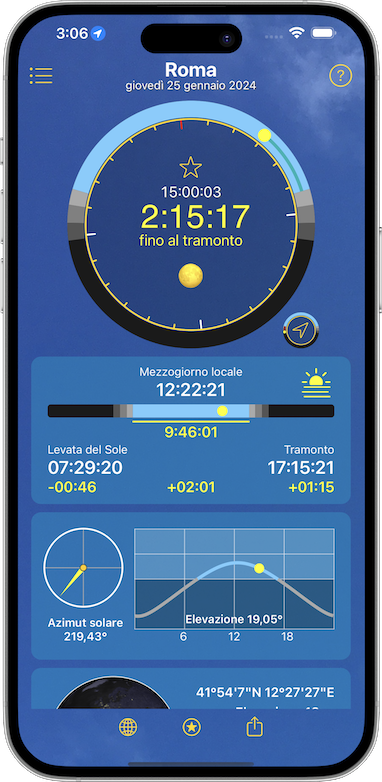 3:06
Roma
giovedì 25 gennaio 2024
?
15:00:03
2:15:17
fino al tramonto
Mezzogiorno locale
12:22:21
9:46:01
Levata del Sole Tramonto
07:29:20 17:15:21
-00:46 +02:01 +01:15
Elevazione 19,05°
Azimut solare
219,43°
6 12 18
41°54'7"N 12°27'27"E